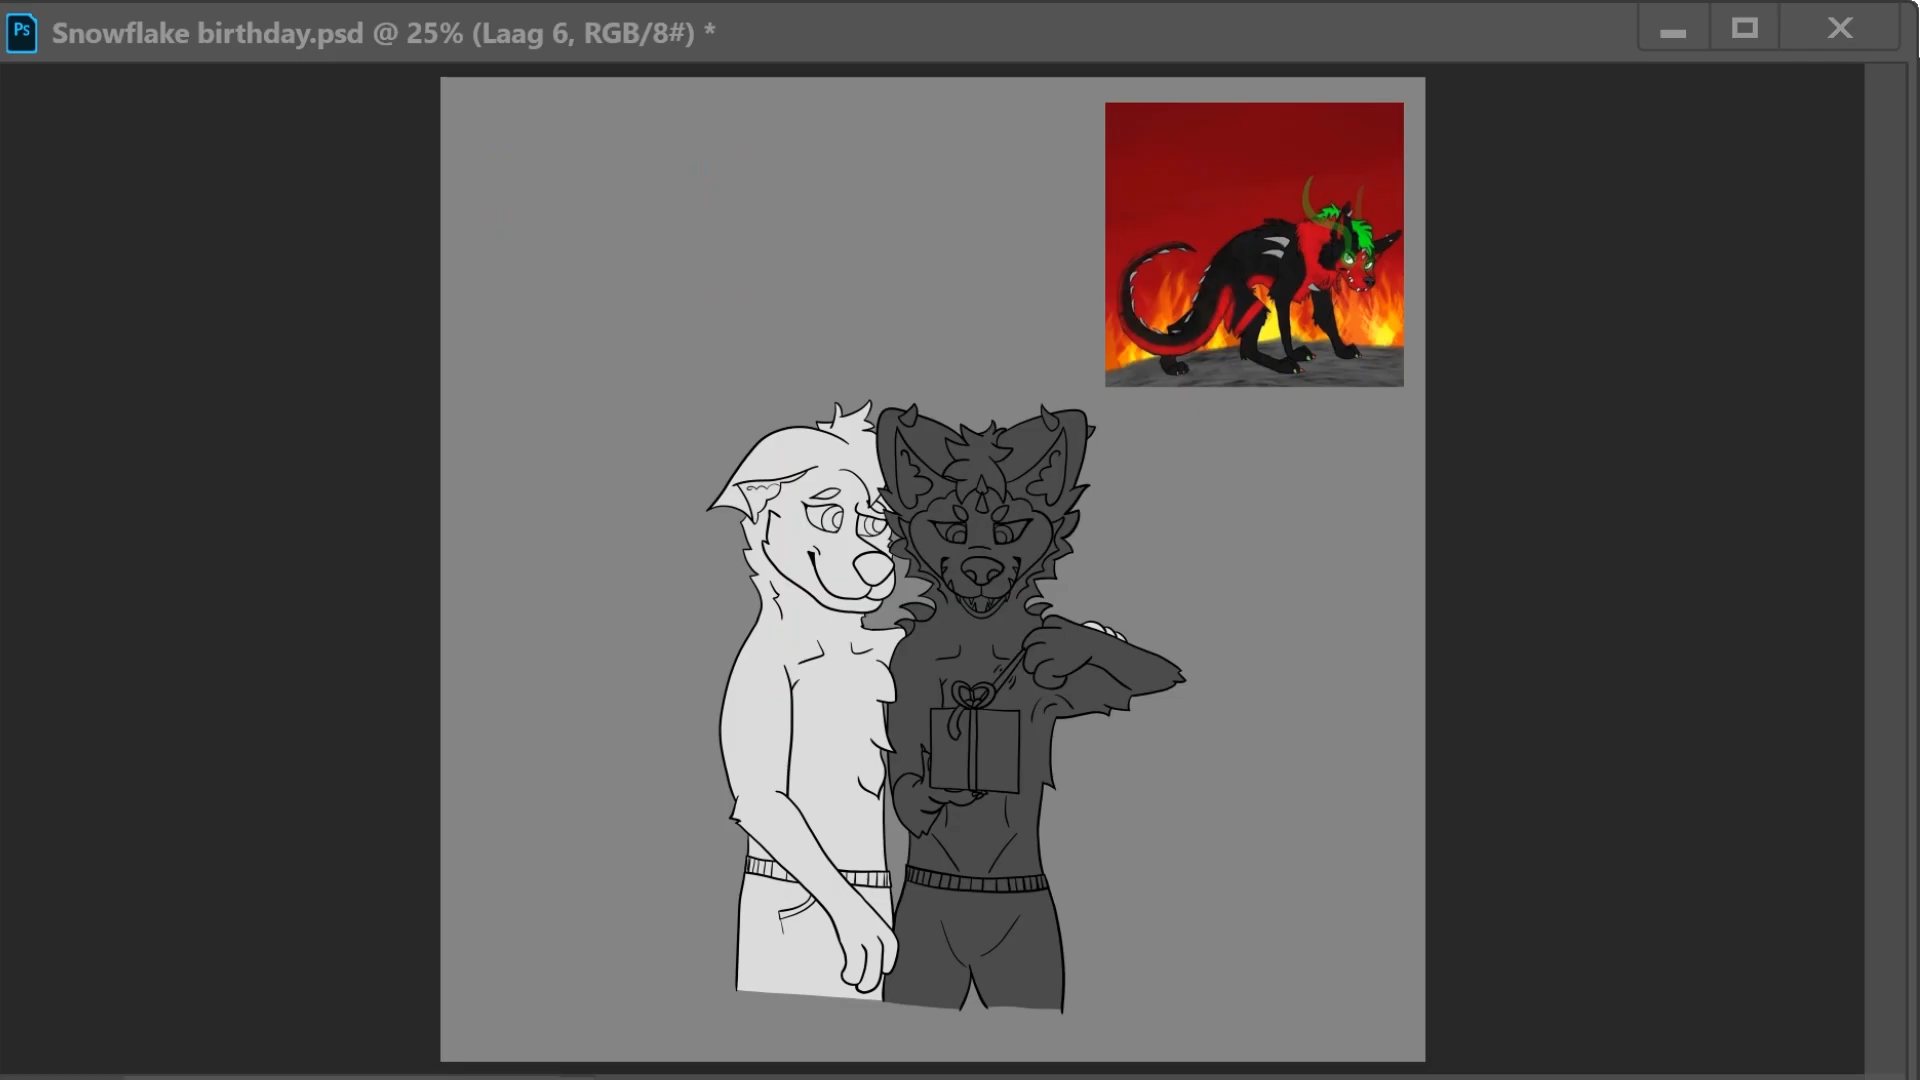 Ps
Snowflake birthday.psd @ 25% (Laag 6, RGB/8#) *